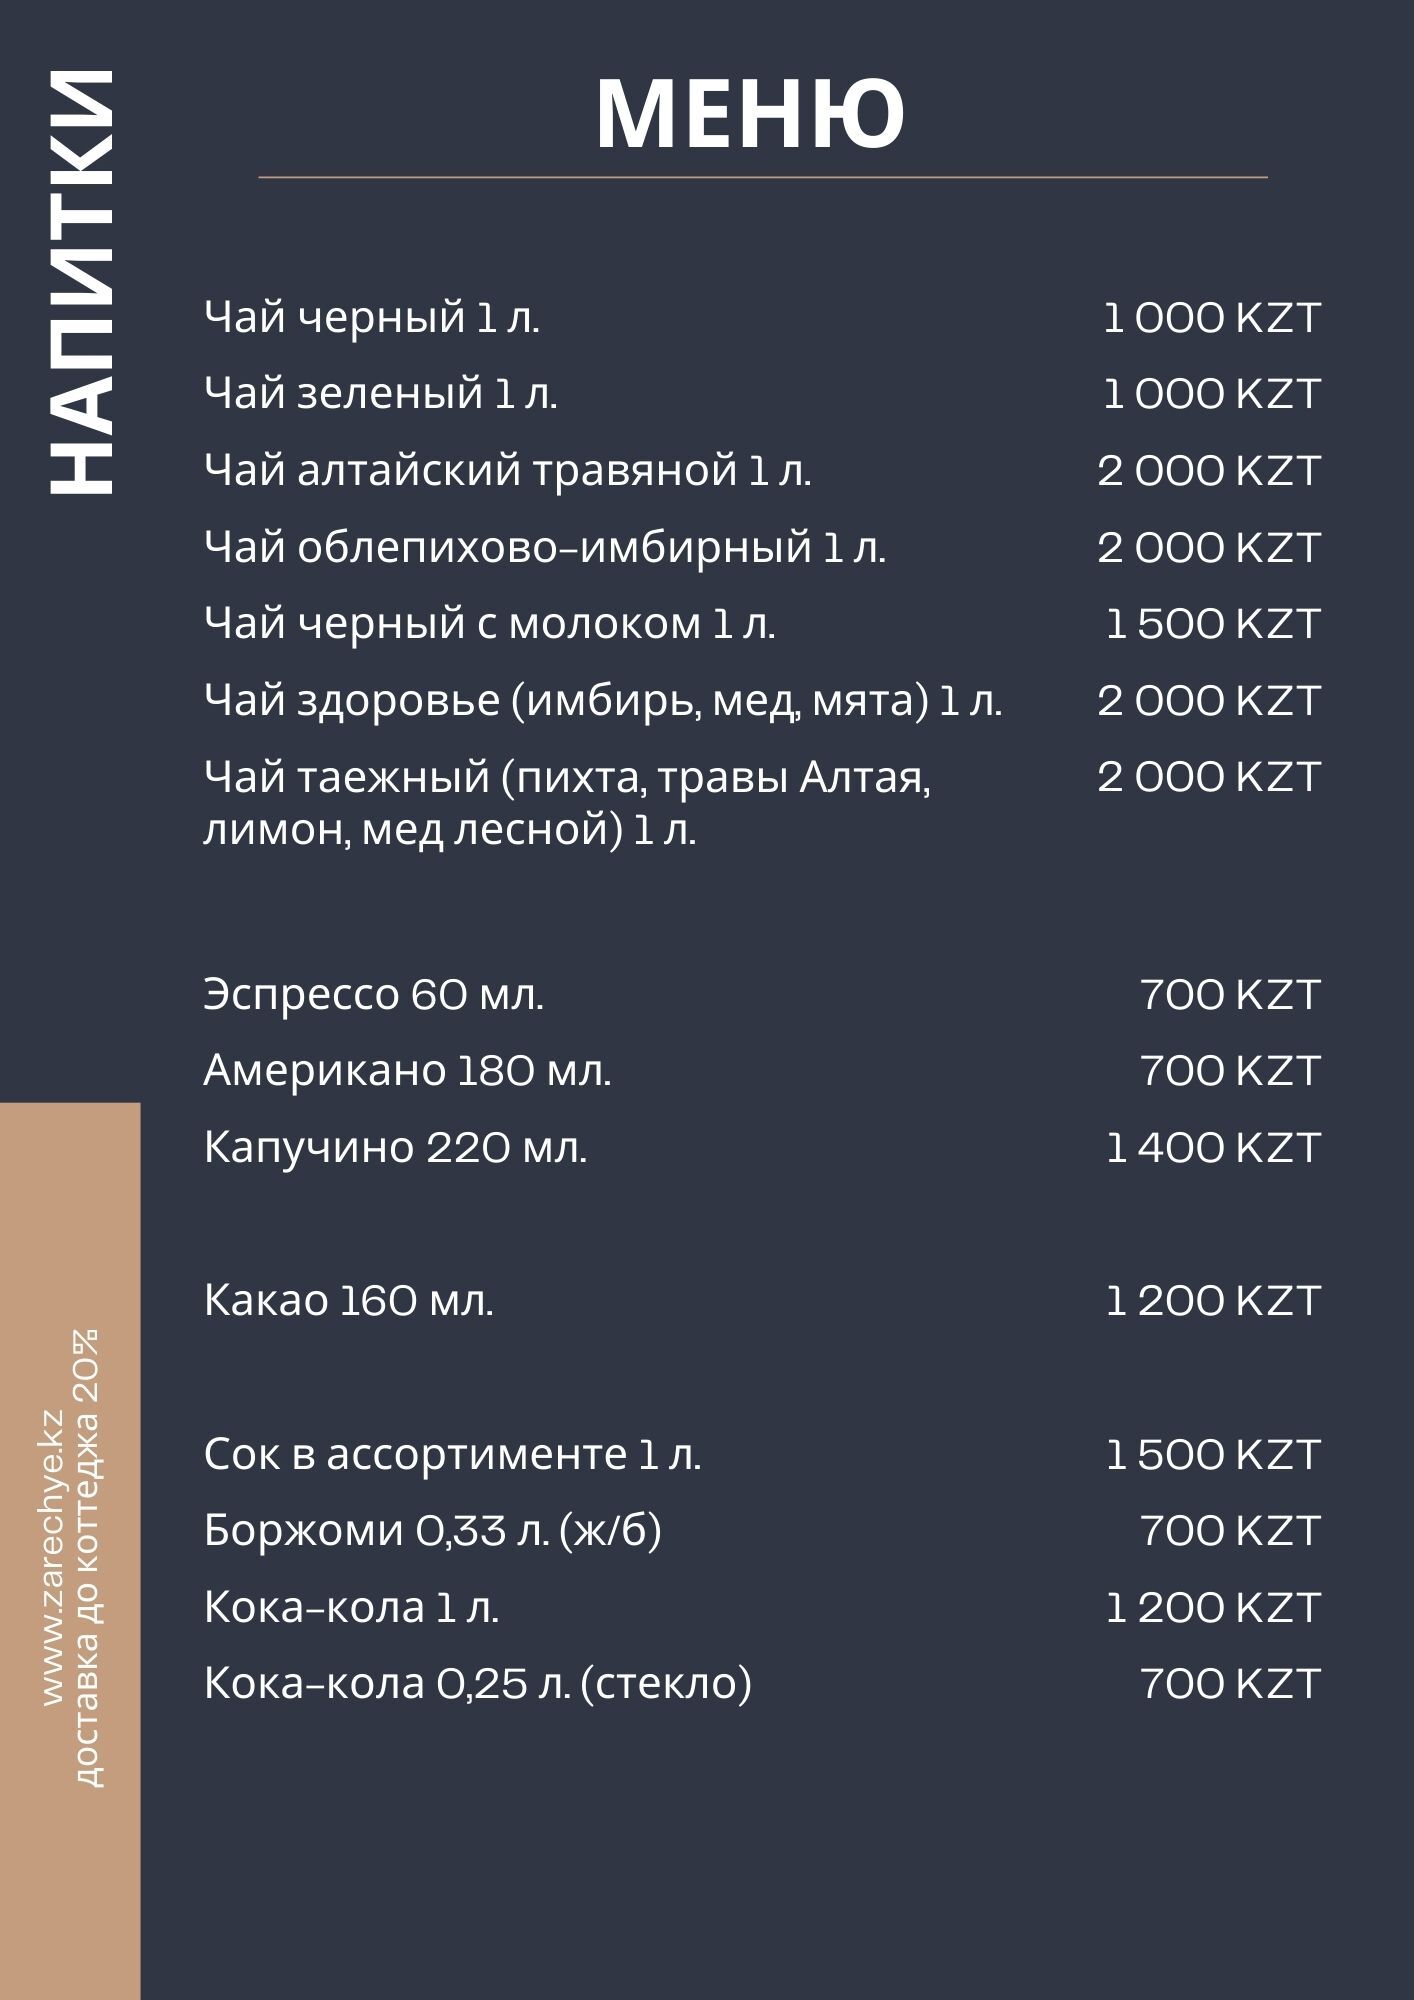 НАПИТКИ
МЕНЮ
Чай черный 1 л. 1 000 KZT
Чай зеленый 1 л. 1 000 KZT
Чай алтайский травяной 1 л. 2 000 KZT
Чай облепихово-имбирный 1 л. 2 000 KZT
Чай черный с молоком 1 л. 1 500 KZT
Чай здоровье (имбирь, мед, мята) 1 л. 2 000 KZT
Чай таежный (пихта, травы Алтая, 2 000 KZT
лимон, мед лесной) 1 л.
Эспрессо 60 мл. 700 KZT
Американо 180 мл. 700 KZT
Капучино 220 мл. 1 400 KZT
Какао 160 мл. 1 200 KZT
Сок в ассортименте 1 л. 1 500 KZT
Боржоми 0,33 л. (ж/б) 700 KZT
Кока-кола 1 л. 1 200 KZT
Кока-кола 0,25 л. (стекло) 700 KZT
www.zarechye.kz
доставка до коттеджа 20%